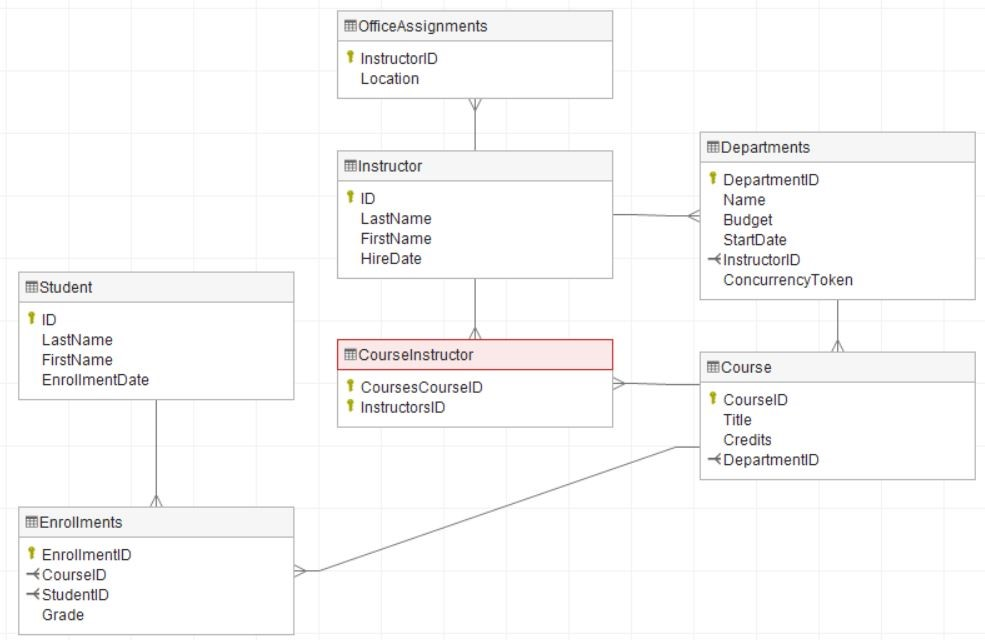 OfficeAssignments
InstructorID
Location
Instructor
ID
LastName
FirstName
HireDate
Departments
DepartmentID
Name
Budget
StartDate
InstructorID
ConcurrencyToken
Student
ID
LastName
FirstName
EnrollmentDate
CourseInstructor
CoursesCourseID
InstructorsID
Course
CourseID
Title
Credits
DepartmentID
Enrollments
EnrollmentID
CourseID
StudentID
Grade